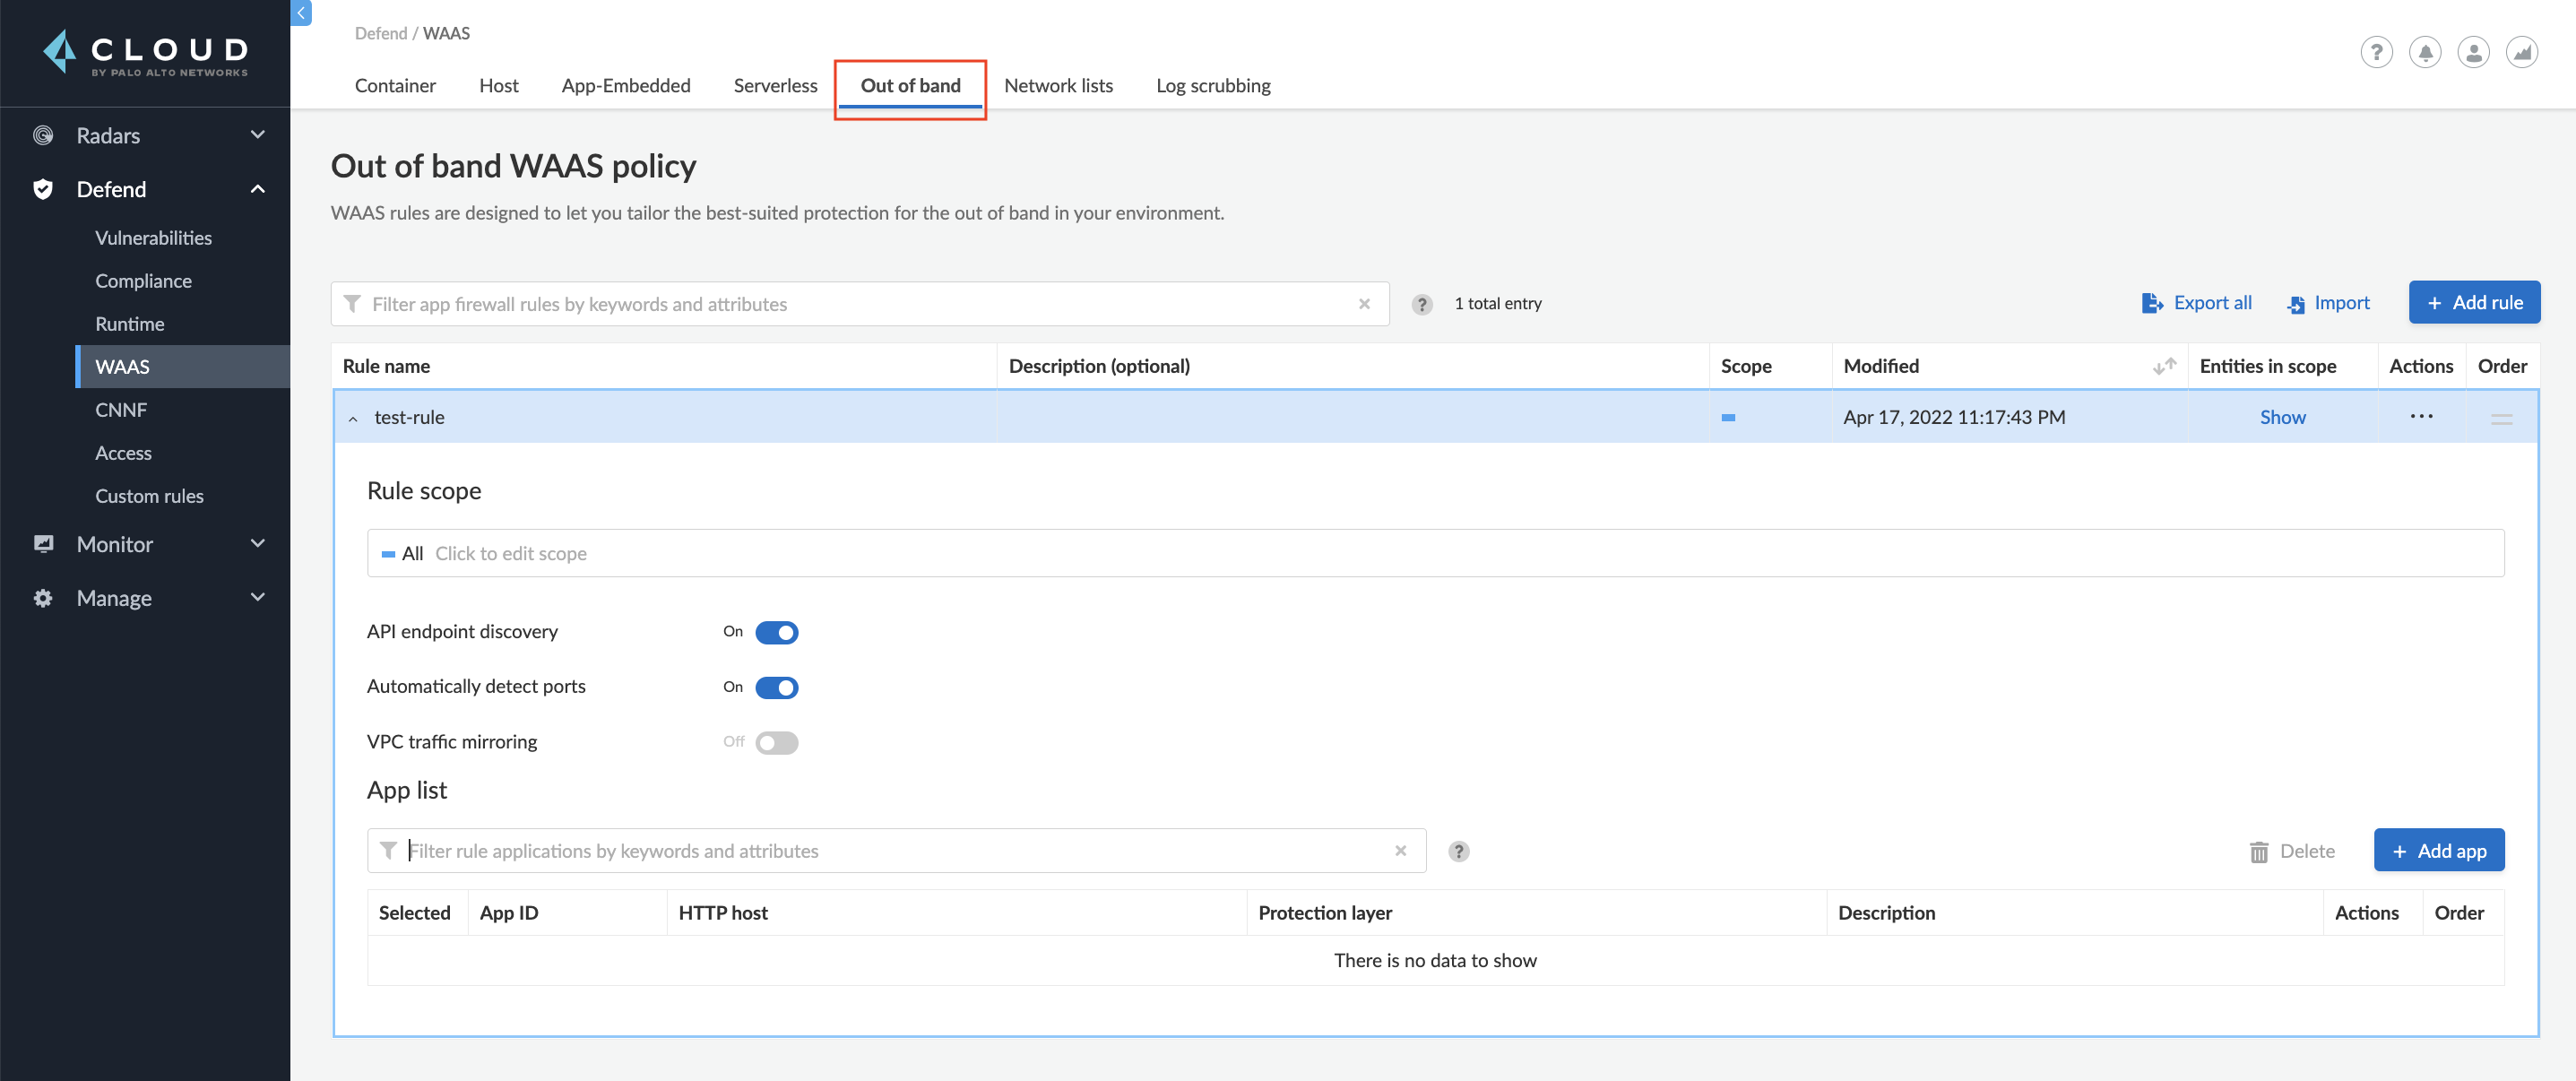 CLOUD
BY PALO ALTO NETWORKS
Radars
Defend
Vulnerabilities
Compliance
Runtime
WAAS
CNNF
Access
Custom rules
Monitor
Manage
Defend / WAAS
Container Host App-Embedded Serverless Out of band Network lists Log scrubbing
Out of band WAAS policy
WAAS rules are designed to let you tailor the best-suited protection for the out of band in your environment.
Filter app firewall rules by keywords and attributes ? 1 total entry Export all Import + Add rule
Rule name Description (optional) Scope Modified Entities in scope Actions Order
test-rule Apr 17, 2022 11:17:43 PM Show
Rule scope
All Click to edit scope
API endpoint discovery On
Automatically detect ports On
VPC traffic mirroring Off
App list
Filter rule applications by keywords and attributes ? Delete + Add app
Selected App ID HTTP host Protection layer Description Actions Order
There is no data to show